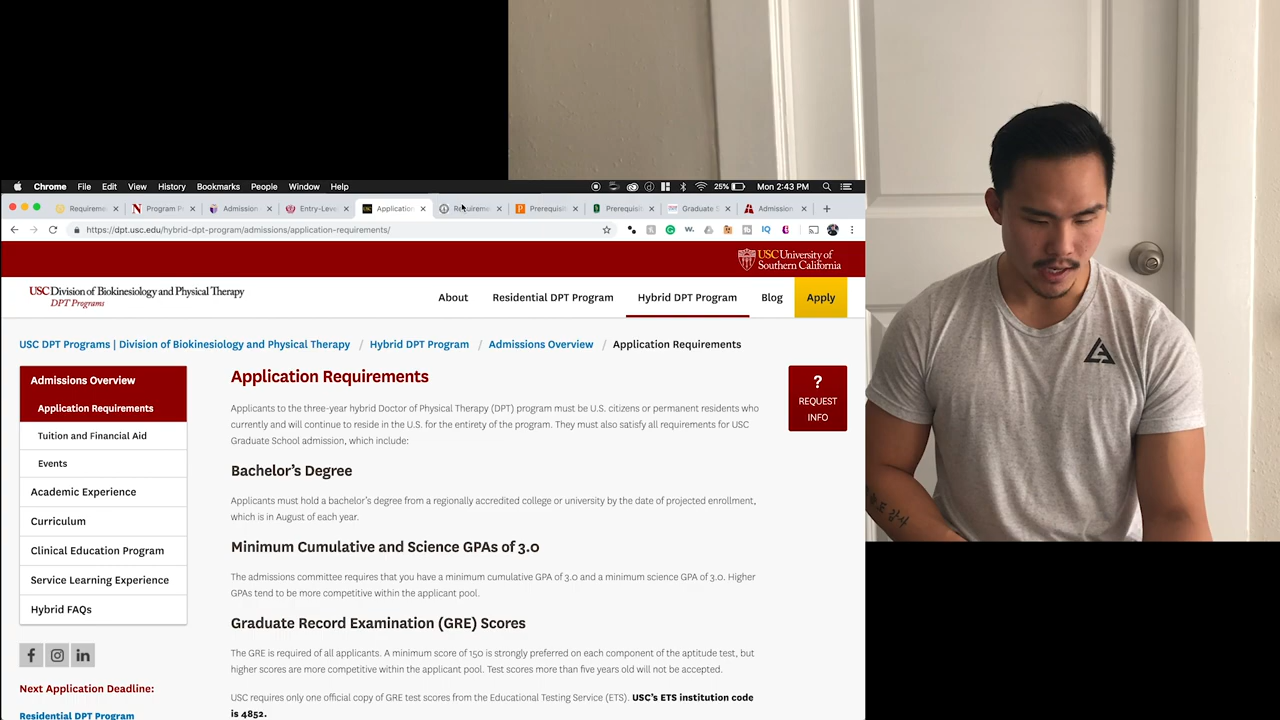 Chrome File Edit View History Bookmarks People Window Help 25% Mon 2:43 PM
Requireme Program P Admission Entry-Leve Application Requireme Prerequisit Prerequisit Graduate S Admission
https://dpt.usc.edu/hybrid-dpt-program/admissions/application-requirements/
USC University of
Southern California
USC Division of Biokinesiology and Physical Therapy
DPT Programs
About Residential DPT Program Hybrid DPT Program Blog Apply
USC DPT Programs | Division of Biokinesiology and Physical Therapy / Hybrid DPT Program / Admissions Overview / Application Requirements
Admissions Overview
Application Requirements
Tuition and Financial Aid
Events
Academic Experience
Curriculum
Clinical Education Program
Service Learning Experience
Hybrid FAQs
Next Application Deadline:
Residential DPT Program
Application Requirements
Applicants to the three-year hybrid Doctor of Physical Therapy (DPT) program must be U.S. citizens or permanent residents who
currently and will continue to reside in the U.S. for the entirety of the program. They must also satisfy all requirements for USC
Graduate School admission, which include:
Bachelor's Degree
Applicants must hold a bachelor's degree from a regionally accredited college or university by the date of projected enrollment,
which is in August of each year.
Minimum Cumulative and Science GPAs of 3.0
The admissions committee requires that you have a minimum cumulative GPA of 3.0 and a minimum science GPA of 3.0. Higher
GPAs tend to be more competitive within the applicant pool.
Graduate Record Examination (GRE) Scores
The GRE is required of all applicants. A minimum score of 150 is strongly preferred on each component of the aptitude test, but
higher scores are more competitive within the applicant pool. Test scores more than five years old will not be accepted.
USC requires only one official copy of GRE test scores from the Educational Testing Service (ETS). USC's ETS institution code
is 4852.
?
REQUEST
INFO